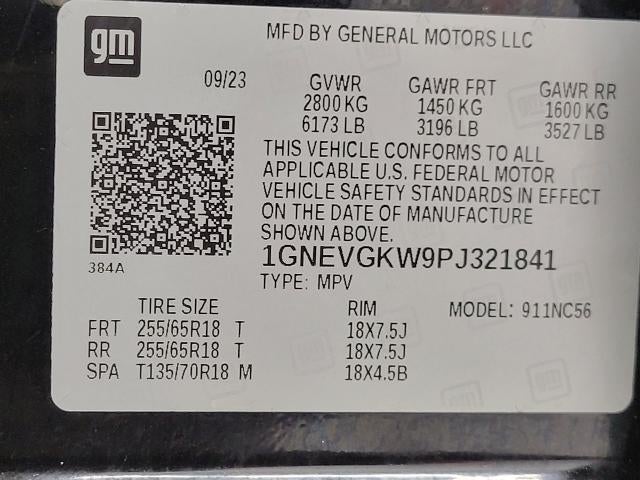 gm
MFD BY GENERAL MOTORS LLC
09/23 GVWR GAWR FRT GAWR RR
2800 KG 1450 KG 1600 KG
6173 LB 3196 LB 3527 LB
THIS VEHICLE CONFORMS TO ALL
APPLICABLE U.S. FEDERAL MOTOR
VEHICLE SAFETY STANDARDS IN EFFECT
ON THE DATE OF MANUFACTURE
SHOWN ABOVE.
384A
1GNEVGKW9PJ321841
TYPE: MPV
TIRE SIZE RIM MODEL: 911NC56
FRT 255/65R18 T 18X7.5J
RR 255/65R18 T 18X7.5J
SPA T135/70R18 M 18X4.5B